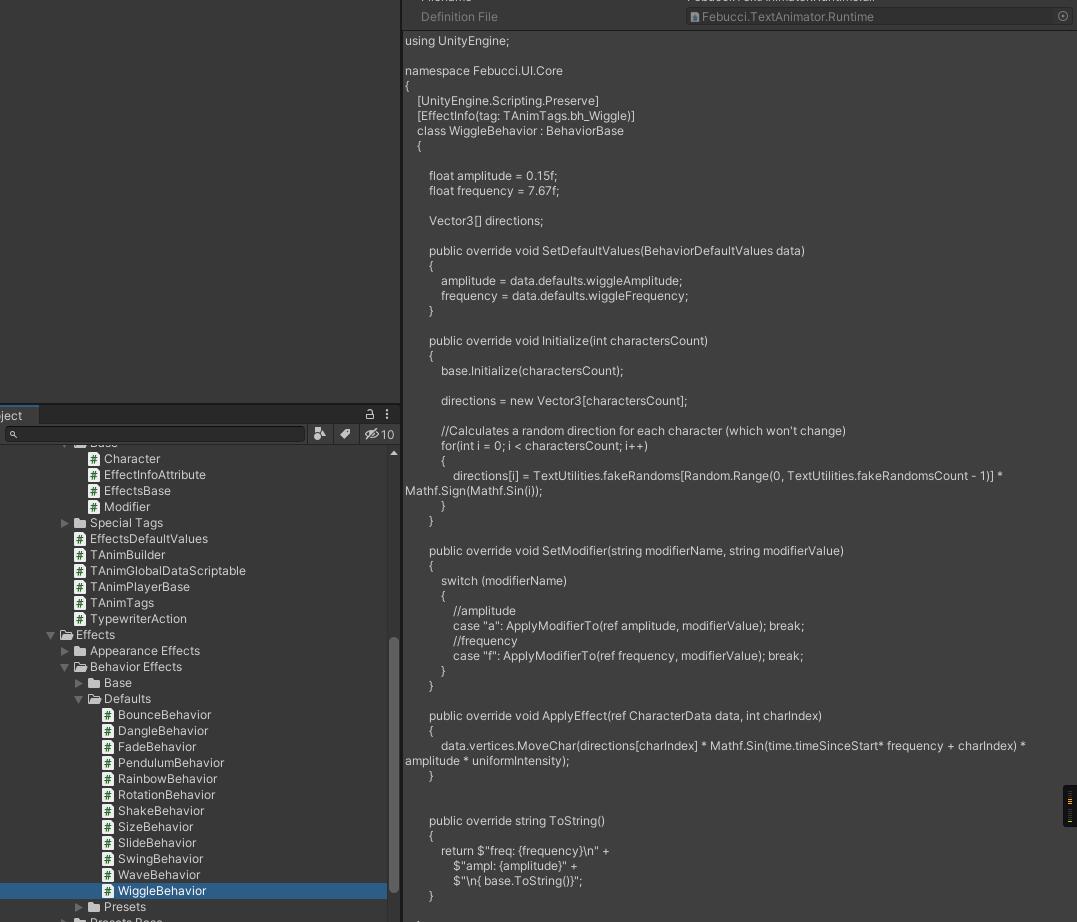 Definition File
Febucci.TextAnimator.Runtime
using UnityEngine;
namespace Febucci.UI.Core
{
[UnityEngine.Scripting.Preserve]
[EffectInfo(tag: TAnimTags.bh_Wiggle)]
class WiggleBehavior : BehaviorBase
{
float amplitude = 0.15f;
float frequency = 7.67f;
Vector3[] directions;
public override void SetDefaultValues(BehaviorDefaultValues data)
{
amplitude = data.defaults.wiggleAmplitude;
frequency = data.defaults.wiggleFrequency;
}
public override void Initialize(int charactersCount)
{
base.Initialize(charactersCount);
directions = new Vector3[charactersCount];
//Calculates a random direction for each character (which won't change)
for(int i = 0; i < charactersCount; i++)
{
directions[i] = TextUtilities.fakeRandoms[Random.Range(0, TextUtilities.fakeRandomsCount - 1)] *
Mathf.Sign(Mathf.Sin(i));
}
}
public override void SetModifier(string modifierName, string modifierValue)
{
switch (modifierName)
{
//amplitude
case "a": ApplyModifierTo(ref amplitude, modifierValue); break;
//frequency
case "f": ApplyModifierTo(ref frequency, modifierValue); break;
}
}
public override void ApplyEffect(ref CharacterData data, int charIndex)
{
data.vertices.MoveChar(directions[charIndex] * Mathf.Sin(time.timeSinceStart* frequency + charIndex) *
amplitude * uniformIntensity);
}
public override string ToString()
{
return $"freq: {frequency}\n" +
$"ampl: {amplitude}" +
$"\n{ base.ToString()}";
}
ject
10
Base
Character
EffectInfoAttribute
EffectsBase
Modifier
Special Tags
EffectsDefaultValues
TAnimBuilder
TAnimGlobalDataScriptable
TAnimPlayerBase
TAnimTags
TypewriterAction
Effects
Appearance Effects
Behavior Effects
Base
Defaults
BounceBehavior
DangleBehavior
FadeBehavior
PendulumBehavior
RainbowBehavior
RotationBehavior
ShakeBehavior
SizeBehavior
SlideBehavior
SwingBehavior
WaveBehavior
WiggleBehavior
Presets
Presets Base